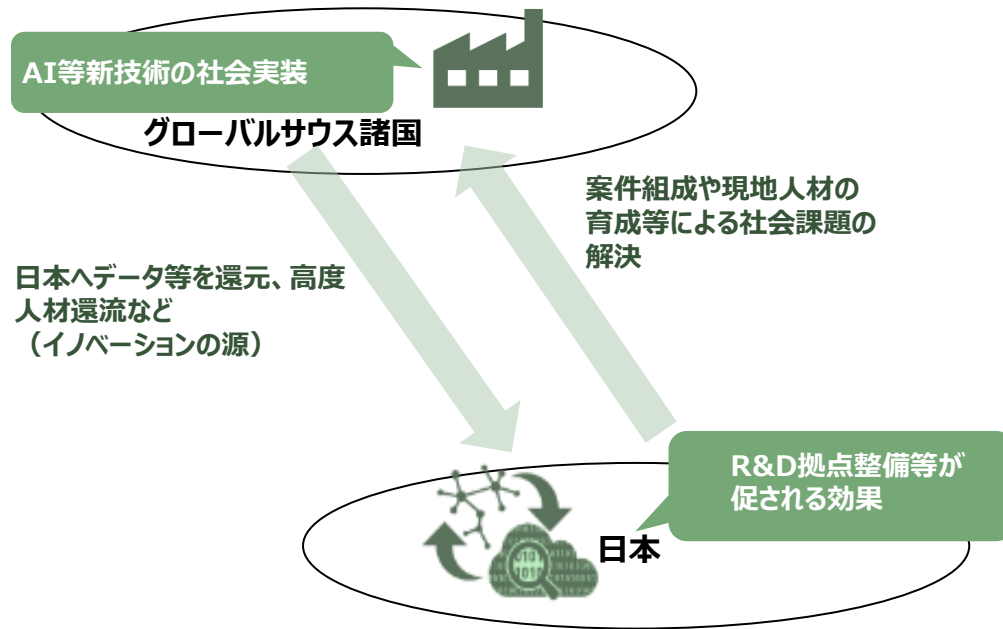 AI等新技術の社会実装
グローバルサウス諸国
案件組成や現地人材の
育成等による社会課題の
解決
日本へデータ等を還元、高度
人材還流など
（イノベーションの源）
R&D拠点整備等が
促される効果
日本